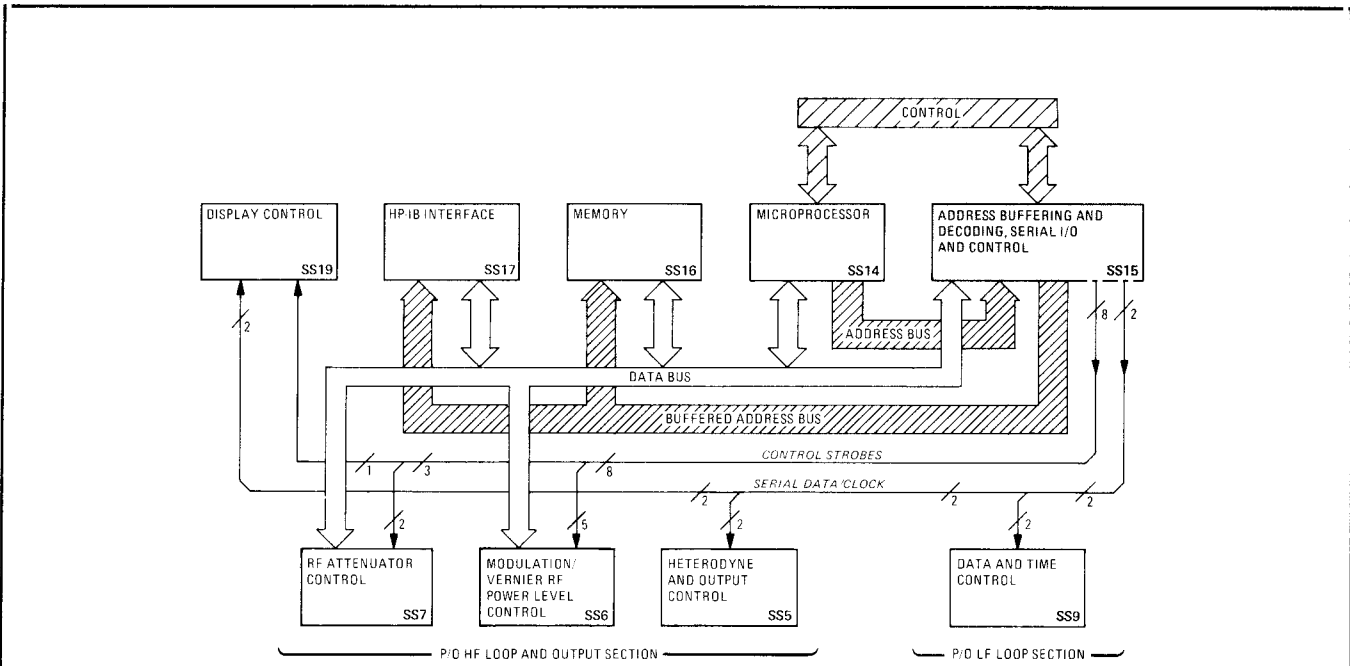 CONTROL
DISPLAY CONTROL
SS19
HP-IB INTERFACE
SS17
MEMORY
SS16
MICROPROCESSOR
SS14
ADDRESS BUFFERING AND
DECODING, SERIAL I/O
AND CONTROL
SS15
2
8
2
ADDRESS BUS
DATA BUS
BUFFERED ADDRESS BUS
CONTROL STROBES
1
3
8
SERIAL DATA/CLOCK
2
2
2
2
5
2
2
RF ATTENUATOR
CONTROL
SS7
MODULATION/
VERNIER RF
POWER LEVEL
CONTROL
SS6
HETERODYNE
AND OUTPUT
CONTROL
SS5
DATA AND TIME
CONTROL
SS9
P/O HF LOOP AND OUTPUT SECTION
P/O LF LOOP SECTION